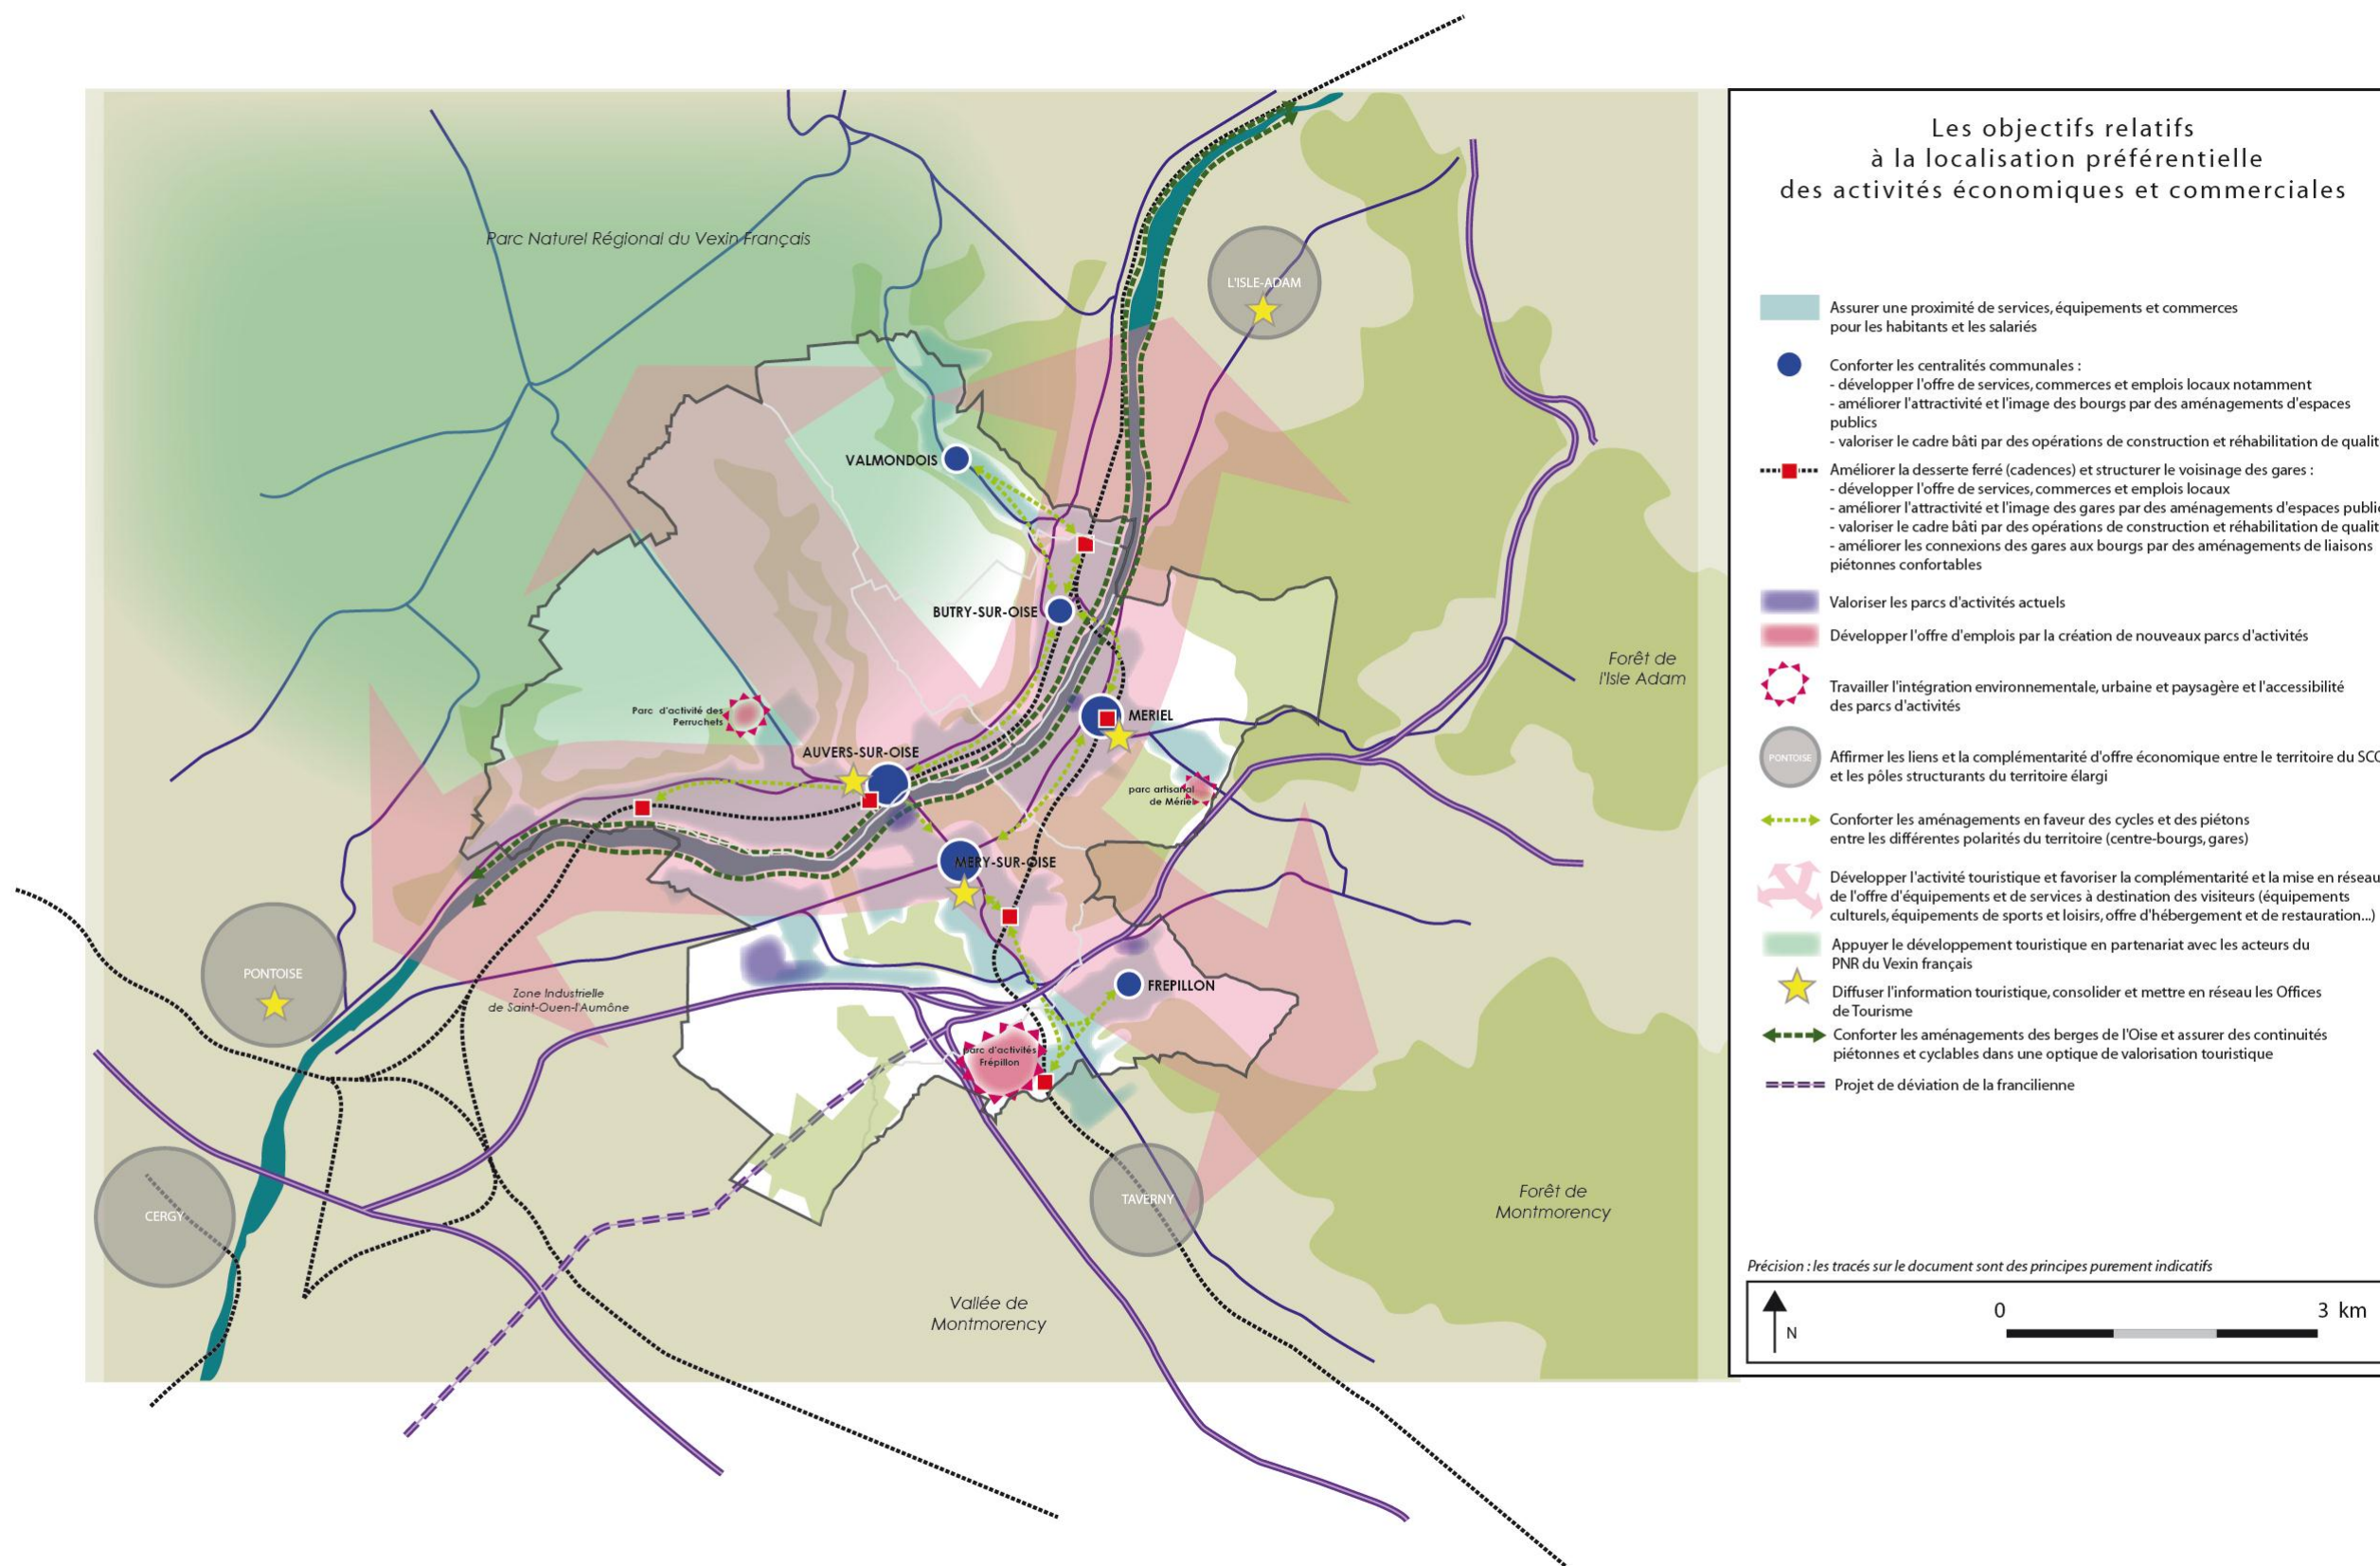 Les objectifs relatifs
à la localisation préférentielle
des activités économiques et commerciales
Assurer une proximité de services, équipements et commerces
pour les habitants et les salariés
Conforter les centralités communales :
- développer l'offre de services, commerces et emplois locaux notamment
- améliorer l'attractivité et l'image des bourgs par des aménagements d'espaces
publics
- valoriser le cadre bâti par des opérations de construction et réhabilitation de qualit
Améliorer la desserte ferré (cadences) et structurer le voisinage des gares :
- développer l'offre de services, commerces et emplois locaux
- améliorer l'attractivité et l'image des gares par des aménagements d'espaces public
- valoriser le cadre bâti par des opérations de construction et réhabilitation de qualit
- améliorer les connexions des gares aux bourgs par des aménagements de liaisons
piétonnes confortables
Valoriser les parcs d'activités actuels
Développer l'offre d'emplois par la création de nouveaux parcs d'activités
Travailler l'intégration environnementale, urbaine et paysagère et l'accessibilité
des parcs d'activités
PONTOISE
Affirmer les liens et la complémentarité d'offre économique entre le territoire du SCO
et les pôles structurants du territoire élargi
Conforter les aménagements en faveur des cycles et des piétons
entre les différentes polarités du territoire (centre-bourgs, gares)
Développer l'activité touristique et favoriser la complémentarité et la mise en réseau
de l'offre d'équipements et de services à destination des visiteurs (équipements
culturels, équipements de sports et loisirs, offre d'hébergement et de restauration...)
Appuyer le développement touristique en partenariat avec les acteurs du
PNR du Vexin français
Diffuser l'information touristique, consolider et mettre en réseau les Offices
de Tourisme
Conforter les aménagements des berges de l'Oise et assurer des continuités
piétonnes et cyclables dans une optique de valorisation touristique
Projet de déviation de la francilienne
Précision : les tracés sur le document sont des principes purement indicatifs
N
0
3 km
Parc Naturel Régional du Vexin Français
L'ISLE-ADAM
VALMONDOIS
BUTRY-SUR-OISE
Forêt de
l'Isle Adam
Parc d'activité des
Perruchets
MERIEL
AUVERS-SUR-OISE
parc artisanal
de Mériel
MERY-SUR-OISE
PONTOISE
Zone Industrielle
de Saint-Ouen-l'Aumône
FREPILLON
parc d'activités
Frépillon
CERGY
TAVERNY
Forêt de
Montmorency
Vallée de
Montmorency